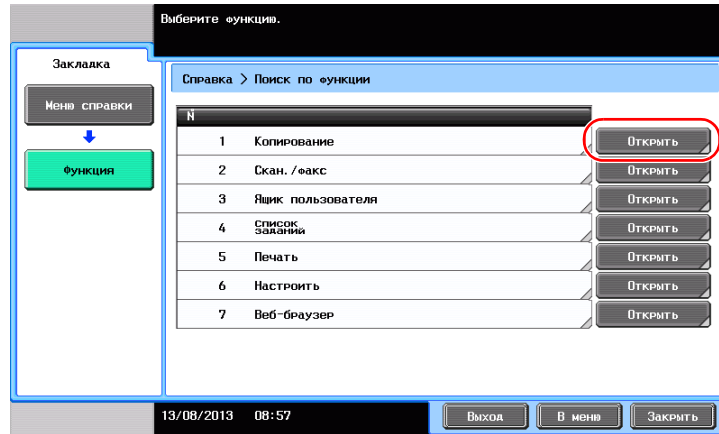 Выберите функцию.
Закладка
Меню справки
Функция
Справка > Поиск по функции
№
1 Копирование Открыть
2 Скан./факс Открыть
3 Ящик пользователя Открыть
4 Список заданий Открыть
5 Печать Открыть
6 Настроить Открыть
7 Веб-браузер Открыть
13/08/2013 08:57
Выход В меню Закрыть